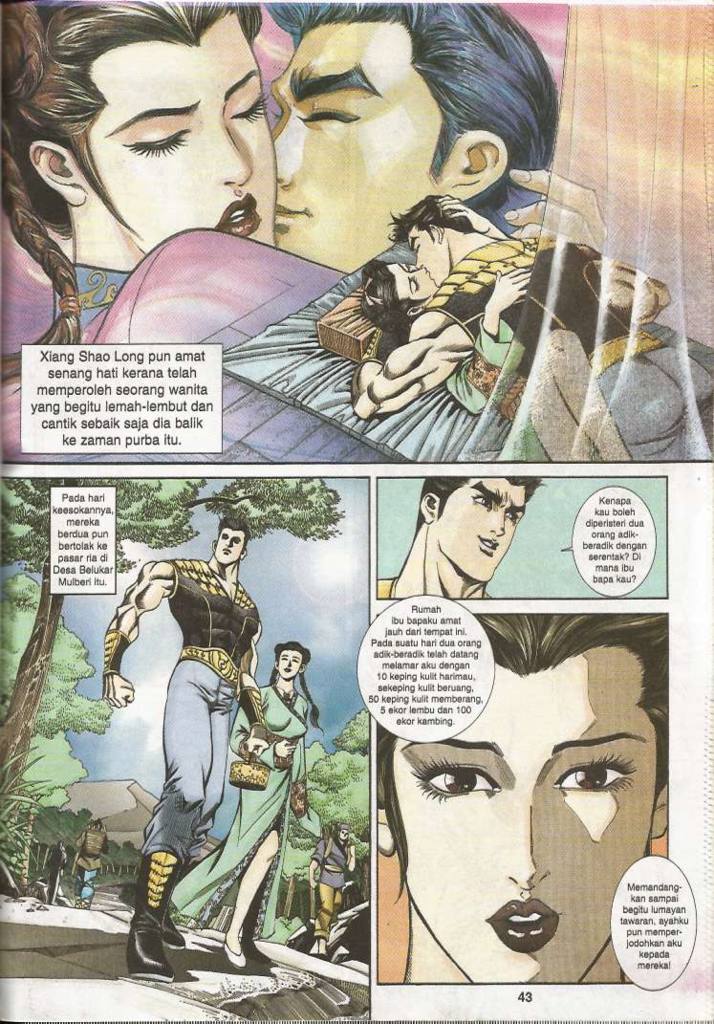 Xiang Shao Long pun amat
senang hati kerana telah
memperoleh seorang wanita
yang begitu lemah-lembut dan
cantik sebaik saja dia balik
ke zaman purba itu.
Pada hari
keesokannya,
mereka
berdua pun
bertolak ke
pasar ria di
Desa Belukar
Mulberi itu.
Kenapa
kau boleh
diperisteri dua
orang adik-
beradik dengan
serentak? Di
mana ibu
bapa kau?
Rumah
ibu bapaku amat
jauh dari tempat ini.
Pada hari dua orang
adik-beradik telah datang
melamar aku dengan
10 keping kulit harimau,
sekeping kulit beruang,
50 keping kulit memberang,
5 ekor lembu dan 100
ekor kambing.
Memandang-
kan sampai
begitu lumayan
tawaran, ayahku
pun memper-
jodohkan aku
kepada
mereka!
43